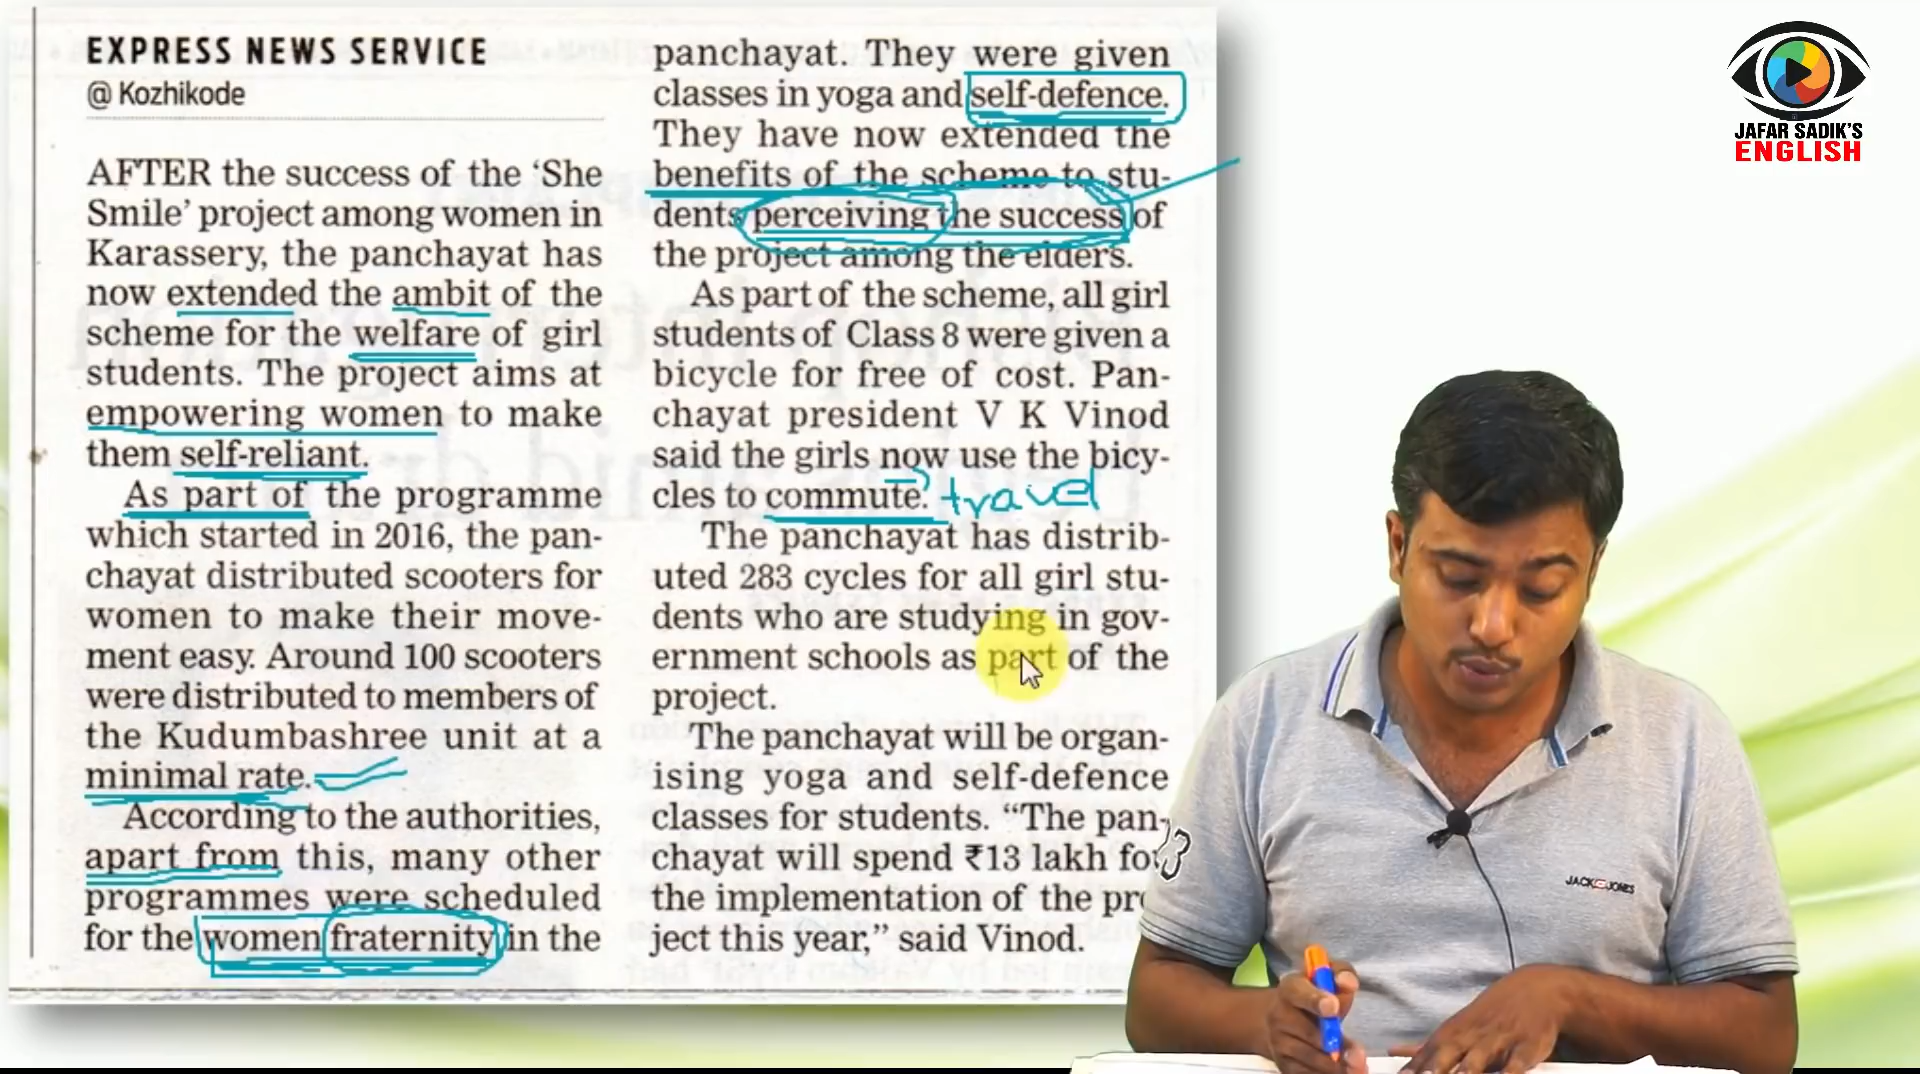 EXPRESS NEWS SERVICE
@ Kozhikode
AFTER the success of the ‘She
Smile’ project among women in
Karassery, the panchayat has
now extended the ambit of the
scheme for the welfare of girl
students. The project aims at
empowering women to make
them self-reliant.
As part of the programme
which started in 2016, the pan-
chayat distributed scooters for
women to make their move-
ment easy. Around 100 scooters
were distributed to members of
the Kudumbashree unit at a
minimal rate.
According to the authorities,
apart from this, many other
programmes were scheduled
for the women fraternity in the
panchayat. They were given
classes in yoga and self-defence.
They have now extended the
benefits of the scheme to stu-
dents perceiving the success of
the project among the elders.
As part of the scheme, all girl
students of Class 8 were given a
bicycle for free of cost. Pan-
chayat president V K Vinod
said the girls now use the bicy-
cles to commute. travel
The panchayat has distrib-
uted 283 cycles for all girl stu-
dents who are studying in gov-
ernment schools as part of the
project.
The panchayat will be organ-
ising yoga and self-defence
classes for students. “The pan-
chayat will spend ₹13 lakh fo
the implementation of the pro
ject this year,” said Vinod.
JAFAR SADIK'S
ENGLISH
JACK JONES